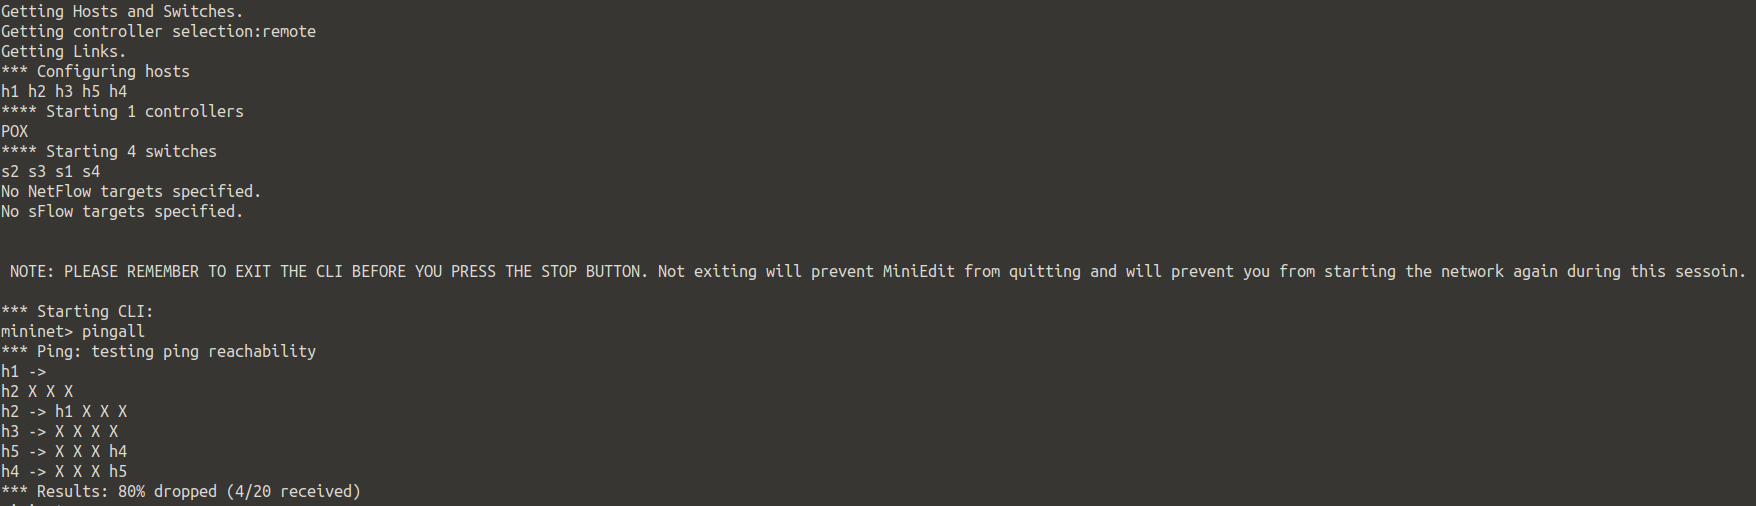 Getting Hosts and Switches.
Getting controller selection:remote
Getting Links.
*** Configuring hosts
h1 h2 h3 h5 h4
**** Starting 1 controllers
POX
**** Starting 4 switches
s2 s3 s1 s4
No NetFlow targets specified.
No sFlow targets specified.
NOTE: PLEASE REMEMBER TO EXIT THE CLI BEFORE YOU PRESS THE STOP BUTTON. Not exiting will prevent MiniEdit from quitting and will prevent you from starting the network again during this sessoin.
*** Starting CLI:
mininet> pingall
*** Ping: testing ping reachability
h1 ->
h2 X X X
h2 -> h1 X X X
h3 -> X X X X
h5 -> X X X h4
h4 -> X X X h5
*** Results: 80% dropped (4/20 received)